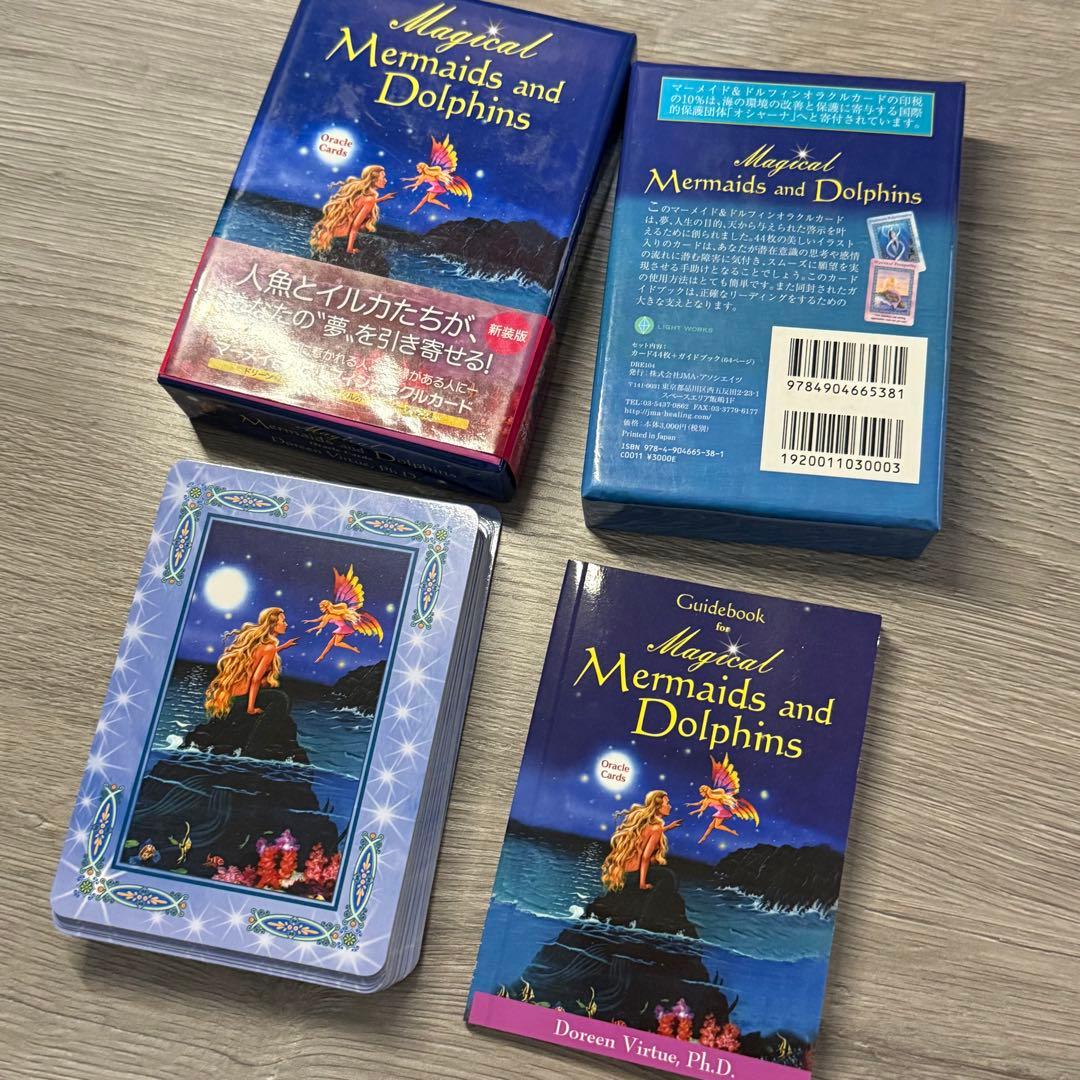 Magical
Mermaids and
Dolphins
Oracle
Cards
人魚とイルカたちが、
あなたの〝夢〟を引き寄せる!
新装版
Magical
Mermaids and Dolphins
Doreen Virtue, Ph.D.
マーメイド&ドルフィンオラクルカードの印税
の10%は、海の環境の改善と保護に寄与する国際
的保護団体「オシャーナ」へと寄付されています。
Magical
Mermaids and Dolphins
このマーメイド&ドルフィンオラクルカード
は、夢、人生の目的、天から与えられた啓示を叶
えるために創られました。44枚の美しいイラスト
入りのカードは、あなたが潜在意識の思考や感情
の流れに潜む障害に気付き、スムーズに願望を実
現させる手助けとなることでしょう。このカード
の使用方法はとても簡単です。また同封されたガ
イドブックは、正確なリーディングをするための
大きな支えとなります。
LIGHT WORKS
セット内容:
カード44枚+ガイドブック(64ページ)
DRE104
発行:株式会社JMA・アソシエイツ
〒141-0031 東京都品川区西五反田2-23-1
スペースエリア飯嶋1F
TEL:03-5437-0862 FAX:03-3779-6177
http://jma-healing.com/
価格:本体3,000円(税別)
Printed in Japan
ISBN 978-4-904665-38-1
C0011 ¥3000E
9784904665381
1920011030003
Guidebook
for
Magical
Mermaids and
Dolphins
Oracle
Cards
Doreen Virtue, Ph.D.